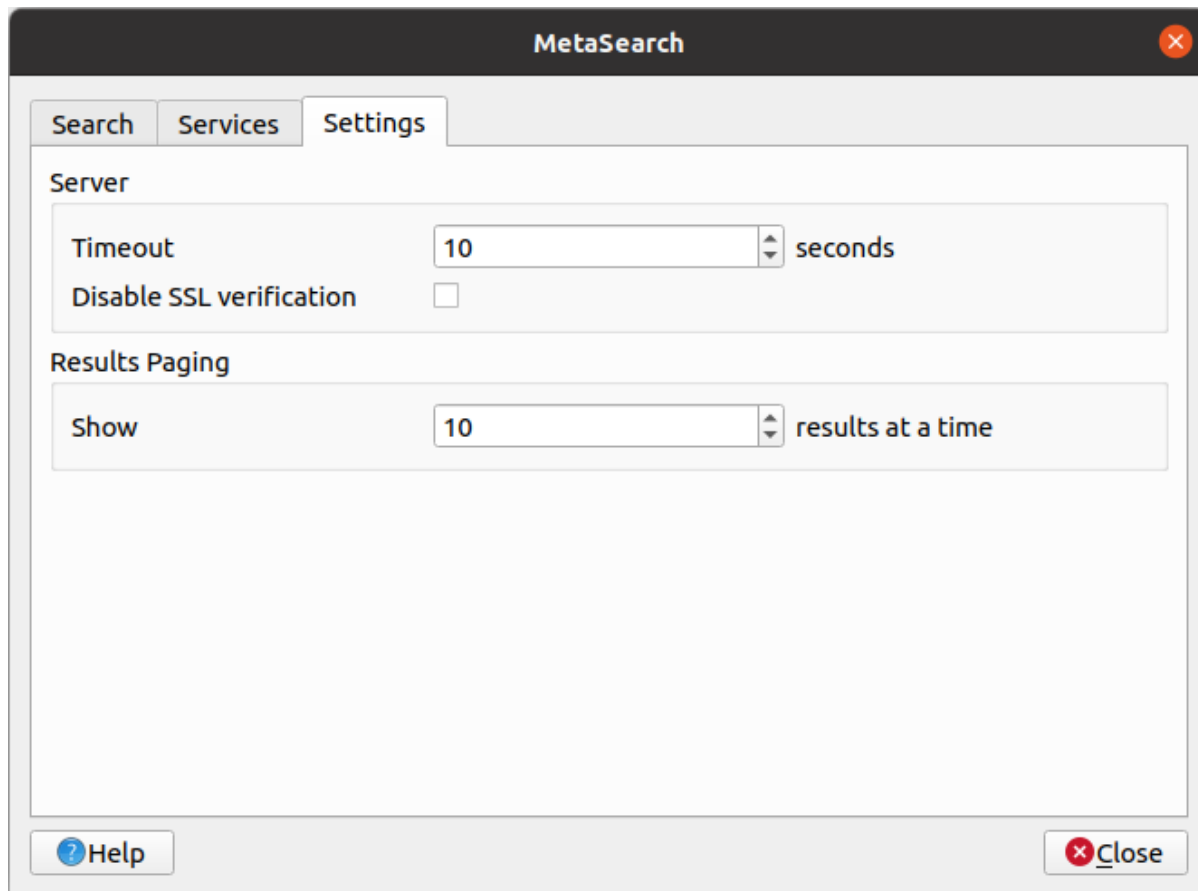 MetaSearch
Search Services Settings
Server
Timeout 10 seconds
Disable SSL verification
Results Paging
Show 10 results at a time
Help Close